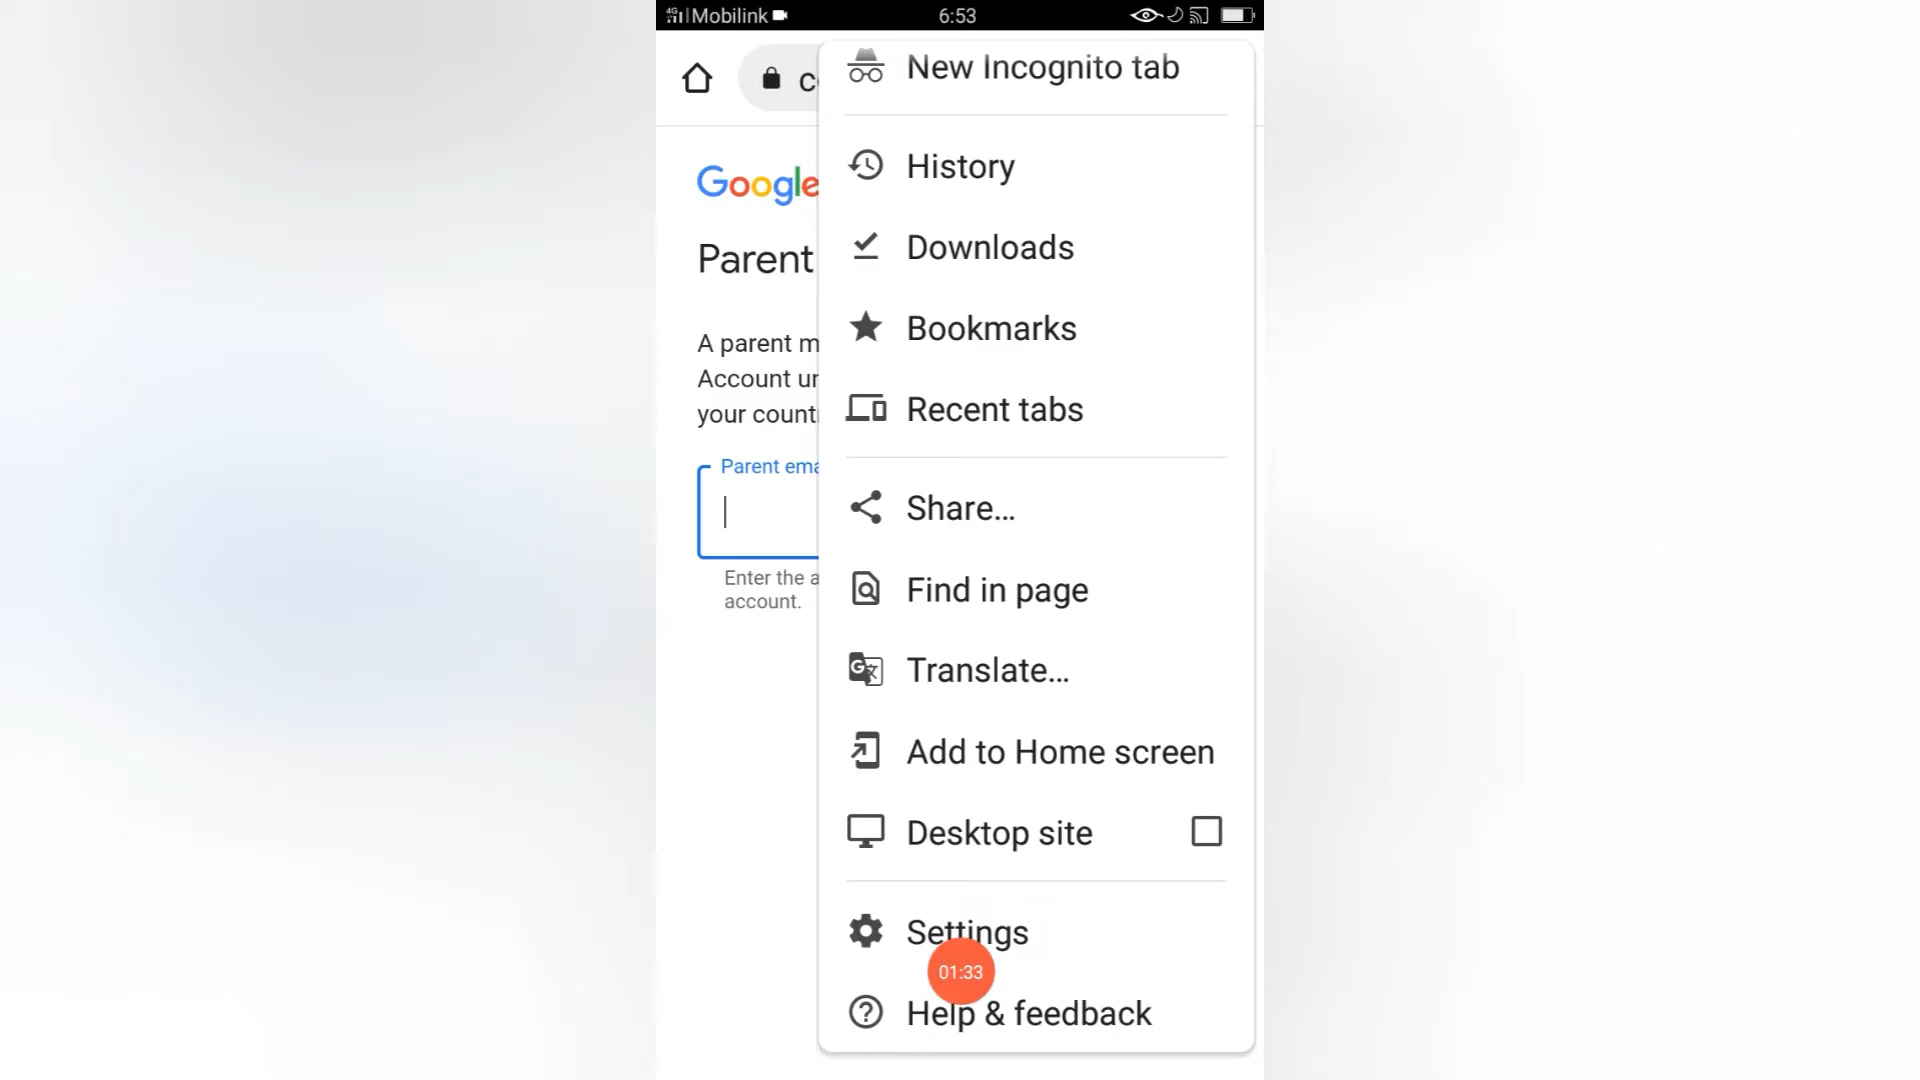 4G Mobilink 6:53
New Incognito tab
History
Google
Downloads
Parent
Bookmarks
A parent m
Account ur
your count
Recent tabs
Parent ema
Share...
Enter the a
account.
Find in page
Translate...
Add to Home screen
Desktop site
Settings
01:33
Help & feedback